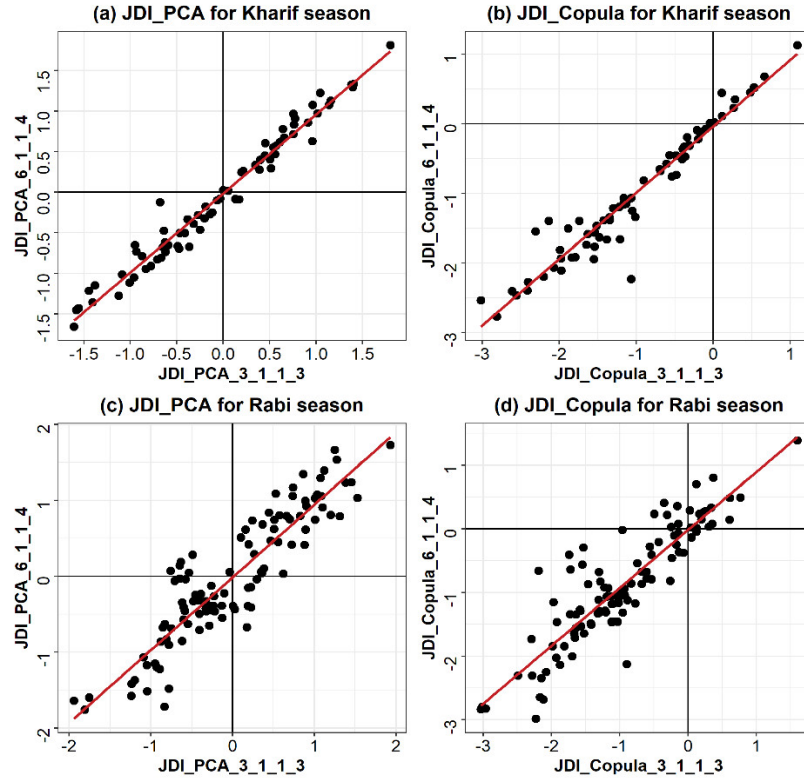 (a) JDI_PCA for Kharif season
JDI_PCA_6_1_1_4
1.5
1.0
0.5
0.0
-0.5
-1.0
-1.5
-1.5 -1.0 -0.5 0.0 0.5 1.0 1.5
JDI_PCA_3_1_1_3
(b) JDI_Copula for Kharif season
JDI_Copula_6_1_1_4
1
0
-1
-2
-3
-3 -2 -1 0 1
JDI_Copula_3_1_1_3
(c) JDI_PCA for Rabi season
JDI_PCA_6_1_1_4
2
1
0
-1
-2
-2 -1 0 1 2
JDI_PCA_3_1_1_3
(d) JDI_Copula for Rabi season
JDI_Copula_6_1_1_4
1
0
-1
-2
-3
-3 -2 -1 0 1
JDI_Copula_3_1_1_3